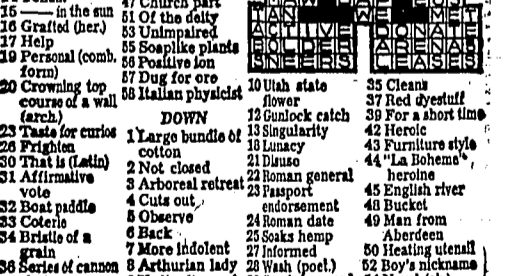 15 —— in the sun
16 Grafted (her.)
17 Help
19 Personal (comb.
form)
20 Crowning top
course of a wall
(arch.)
23 Taste for curios
26 Frighten
30 That is (Latin)
31 Affirmative
vote
32 Boat paddle
33 Coterie
34 Bristle of a
grain
36 Series of cannon
47 Church part
51 Of the deity
53 Unimpaired
55 Soaplike plants
56 Positive ion
57 Dug for ore
58 Italian physicist
DOWN
1 Large bundle of
cotton
2 Not closed
3 Arboreal retreat
4 Cuts out
5 Observe
6 Back
7 More indolent
8 Arthurian lady
TAN WE MET
ACTIVE DONATE
BOLDER ARENAS
SNEERS LEASES
10 Utah state
flower
12 Gunlock catch
13 Singularity
18 Lunacy
21 Disuso
22 Roman general
23 Passport
endorsement
24 Roman date
25 Soaks hemp
27 Informed
28 Wash (poet.)
35 Cleans
37 Red dyestuff
39 For a short time
42 Heroic
43 Furniture style
44 "La Boheme"
heroine
45 English river
48 Bucket
49 Man from
Aberdeen
50 Heating utensil
52 Boy's nickname